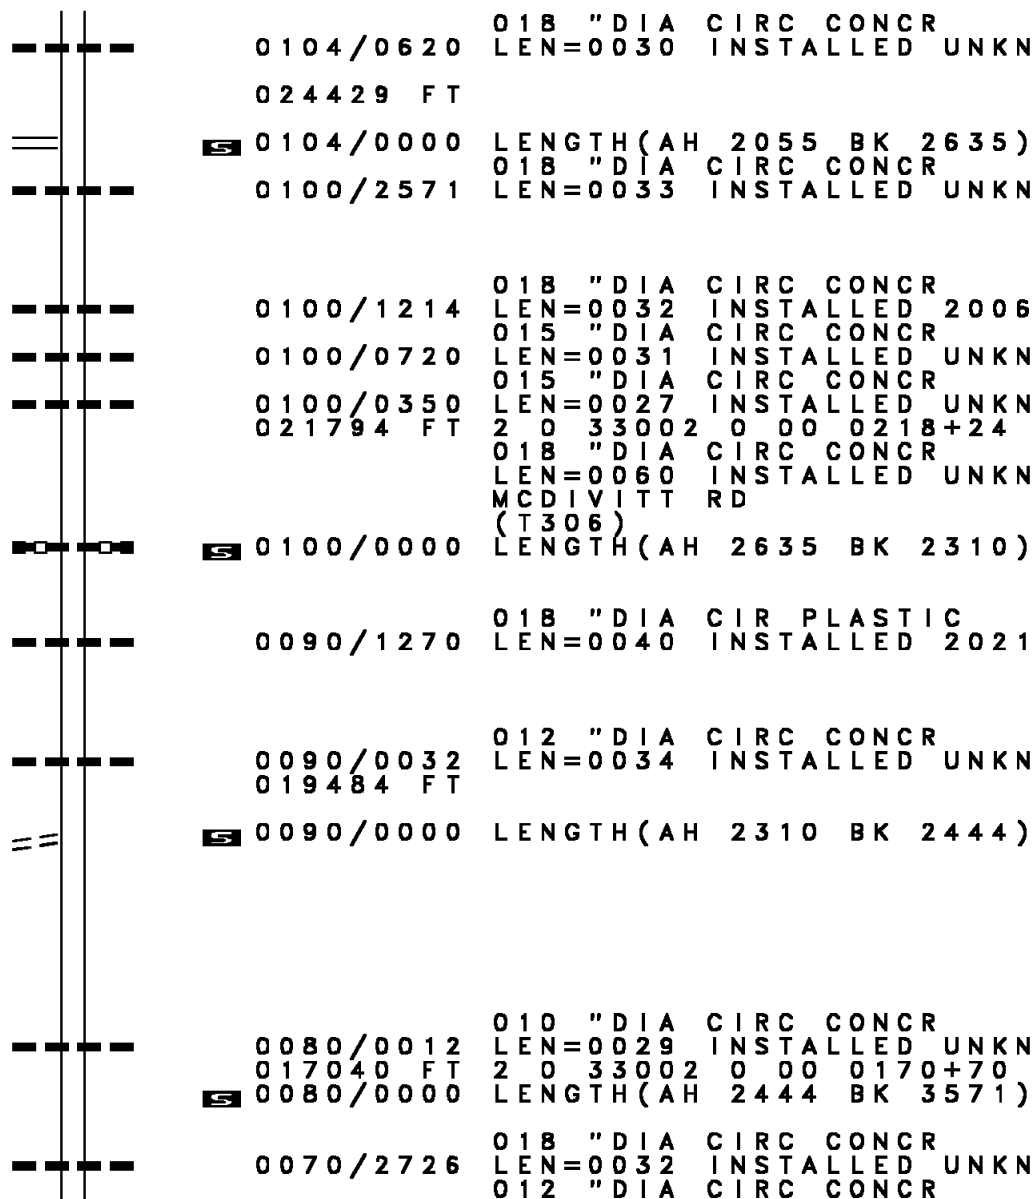 018 "DIA CIRC CONCR
0104/0620 LEN=0030 INSTALLED UNKN
024429 FT
S 0104/0000 LENGTH(AH 2055 BK 2635)
018 "DIA CIRC CONCR
0100/2571 LEN=0033 INSTALLED UNKN
018 "DIA CIRC CONCR
0100/1214 LEN=0032 INSTALLED 2006
015 "DIA CIRC CONCR
0100/0720 LEN=0031 INSTALLED UNKN
015 "DIA CIRC CONCR
0100/0350 LEN=0027 INSTALLED UNKN
021794 FT 2 0 33002 0 00 0218+24
018 "DIA CIRC CONCR
LEN=0060 INSTALLED UNKN
MCDIVITT RD
(T306)
S 0100/0000 LENGTH(AH 2635 BK 2310)
018 "DIA CIR PLASTIC
0090/1270 LEN=0040 INSTALLED 2021
012 "DIA CIRC CONCR
0090/0032 LEN=0034 INSTALLED UNKN
019484 FT
S 0090/0000 LENGTH(AH 2310 BK 2444)
010 "DIA CIRC CONCR
0080/0012 LEN=0029 INSTALLED UNKN
017040 FT 2 0 33002 0 00 0170+70
S 0080/0000 LENGTH(AH 2444 BK 3571)
018 "DIA CIRC CONCR
0070/2726 LEN=0032 INSTALLED UNKN
012 "DIA CIRC CONCR